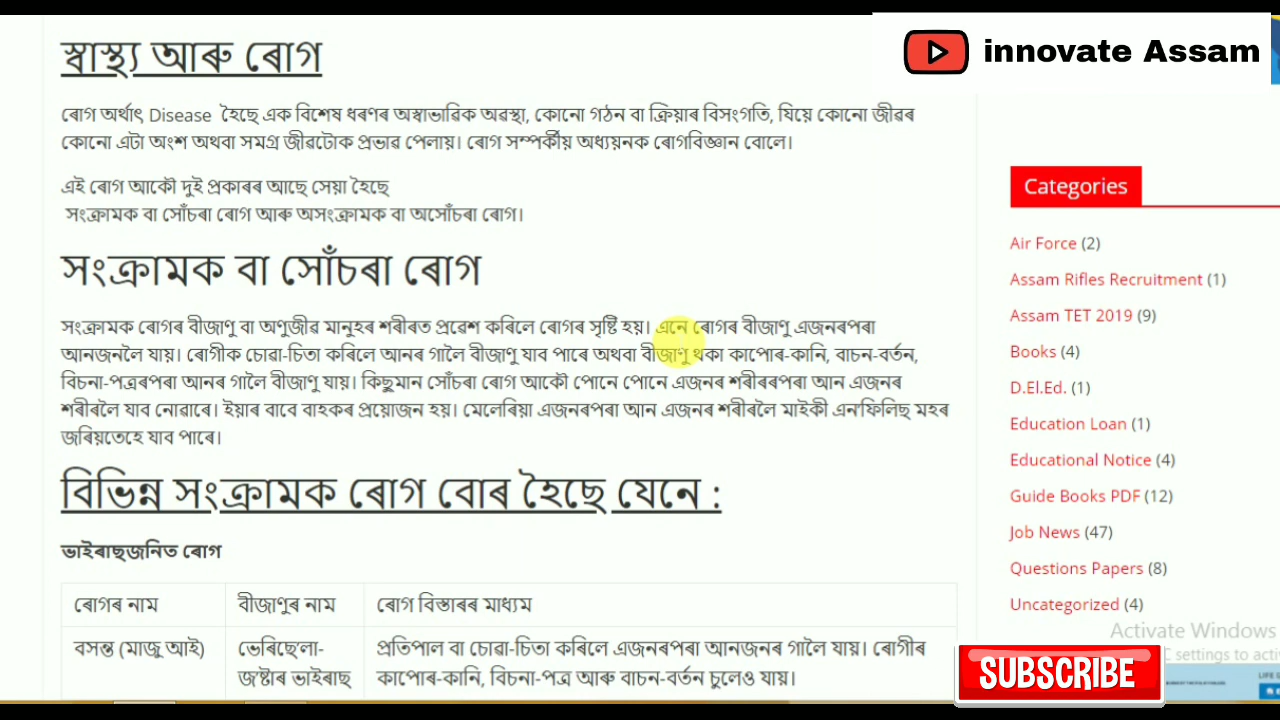 innovate Assam
স্বাস্থ্য আৰু ৰোগ
ৰোগ অৰ্থাৎ Disease হৈছে এক বিশেষ ধৰণৰ অস্বাভাৱিক অৱস্থা, কোনো গঠন বা ক্ৰিয়াৰ বিসংগতি, যিয়ে কোনো জীৱৰ
কোনো এটা অংশ অথবা সমগ্ৰ জীৱটোক প্ৰভাৱ পেলায়। ৰোগ সম্পৰ্কীয় অধ্যয়নক ৰোগবিজ্ঞান বোলে।
এই ৰোগ আকৌ দুই প্ৰকাৰৰ আছে সেয়া হৈছে
সংক্ৰামক বা সোঁচৰা ৰোগ আৰু অসংক্ৰামক বা অসোঁচৰা ৰোগ।
সংক্ৰামক বা সোঁচৰা ৰোগ
সংক্ৰামক ৰোগৰ বীজাণু বা অণুজীৱ মানুহৰ শৰীৰত প্ৰৱেশ কৰিলে ৰোগৰ সৃষ্টি হয়। এনে ৰোগৰ বীজাণু এজনৰপৰা
আনজনলৈ যায়। ৰোগীক চোৱা-চিতা কৰিলে আনৰ গালৈ বীজাণু যাব পাৰে অথবা বীজাণু থকা কাপোৰ-কানি, বাচন-বৰ্তন,
বিচনা-পত্ৰৰপৰা আনৰ গালৈ বীজাণু যায়। কিছুমান সোঁচৰা ৰোগ আকৌ পোনে পোনে এজনৰ শৰীৰৰপৰা আন এজনৰ
শৰীৰলৈ যাব নোৱাৰে। ইয়াৰ বাবে বাহকৰ প্ৰয়োজন হয়। মেলেৰিয়া এজনৰপৰা আন এজনৰ শৰীৰলৈ মাইকী এন'ফিলিছ মহৰ
জৰিয়তেহে যাব পাৰে।
বিভিন্ন সংক্ৰামক ৰোগ বোৰ হৈছে যেনে :
ভাইৰাছজনিত ৰোগ
ৰোগৰ নাম বীজাণুৰ নাম ৰোগ বিস্তাৰৰ মাধ্যম
বসন্ত (মাজু আই) ভেৰিছে'লা- প্ৰতিপাল বা চোৱা-চিতা কৰিলে এজনৰপৰা আনজনৰ গালৈ যায়। ৰোগীৰ
জষ্টাৰ ভাইৰাছ কাপোৰ-কানি, বিচনা-পত্ৰ আৰু বাচন-বৰ্তন চুলেও যায়।
Categories
Air Force (2)
Assam Rifles Recruitment (1)
Assam TET 2019 (9)
Books (4)
D.El.Ed. (1)
Education Loan (1)
Educational Notice (4)
Guide Books PDF (12)
Job News (47)
Questions Papers (8)
Uncategorized (4)
Activate Windows
settings to acti
SUBSCRIBE